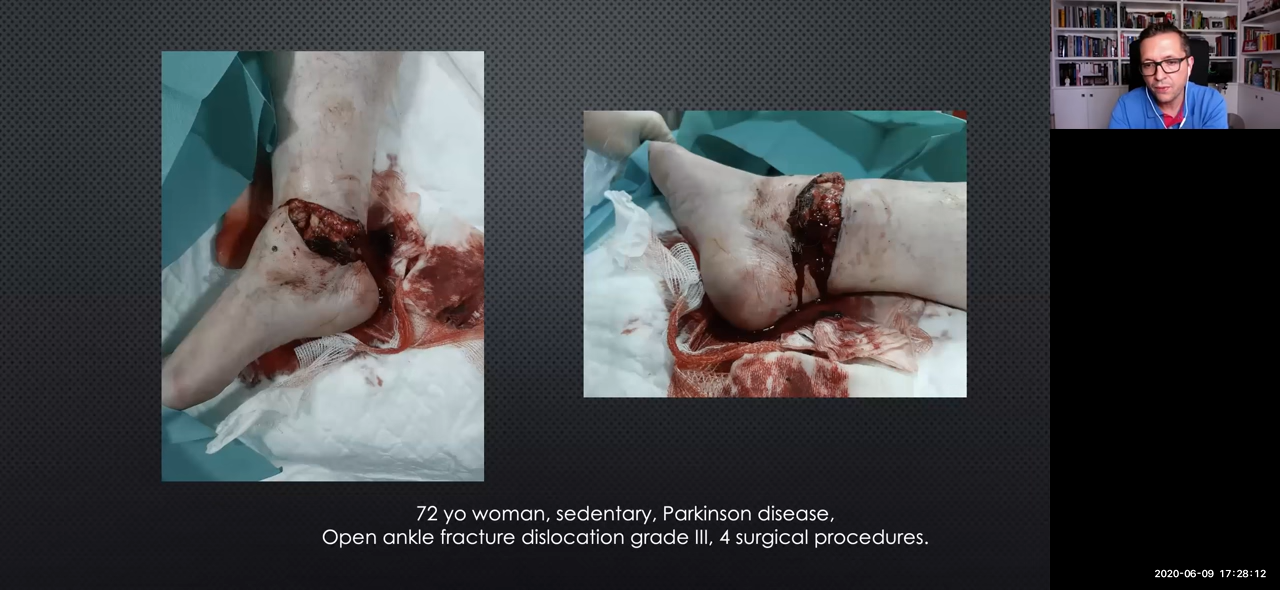 72 yo woman, sedentary, Parkinson disease,
Open ankle fracture dislocation grade III, 4 surgical procedures.
2020-06-09 17:28:12